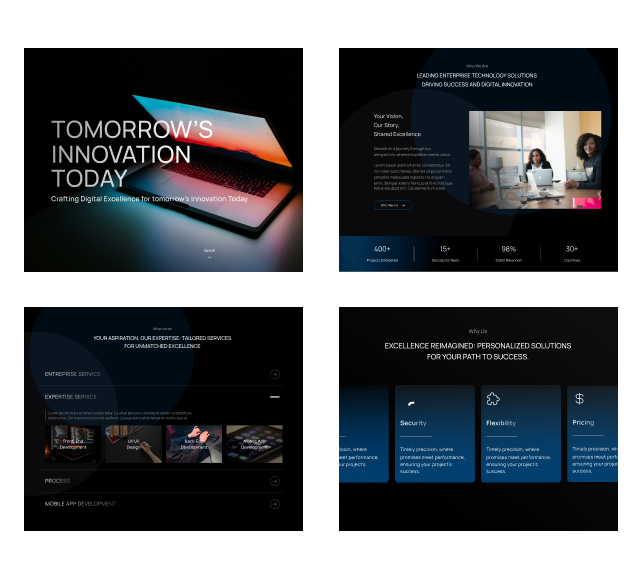 TOMORROW'S
INNOVATION
TODAY
Crafting Digital Excellence for tomorrow's Innovation Today
Scroll
Who We Are
LEADING ENTERPRISE TECHNOLOGY SOLUTIONS
DRIVING SUCCESS AND DIGITAL INNOVATION
Your Vision,
Our Story,
Shared Excellence.
Who We Are
400+
15+
98%
30+
Projects Completed
Successful Years
Client Retention
Countries
What we do
YOUR ASPIRATION, OUR EXPERTISE: TAILORED SERVICES
FOR UNMATCHED EXCELLENCE
ENTREPRISE SERVICE
EXPERTISE SERVICE
Front-End
Development
UI/UX
Design
Back-End
Development
Mobile App
Development
PROCESS
MOBILE APP DEVELOPMENT
Why Us
EXCELLENCE REIMAGINED: PERSONALIZED SOLUTIONS
FOR YOUR PATH TO SUCCESS.
Security
Timely precision, where
promises meet performance,
ensuring your project's
success.
Flexibility
Timely precision, where
promises meet performance,
ensuring your project's
success.
Pricing
Timely precision, where
promises meet performance,
ensuring your project's
success.